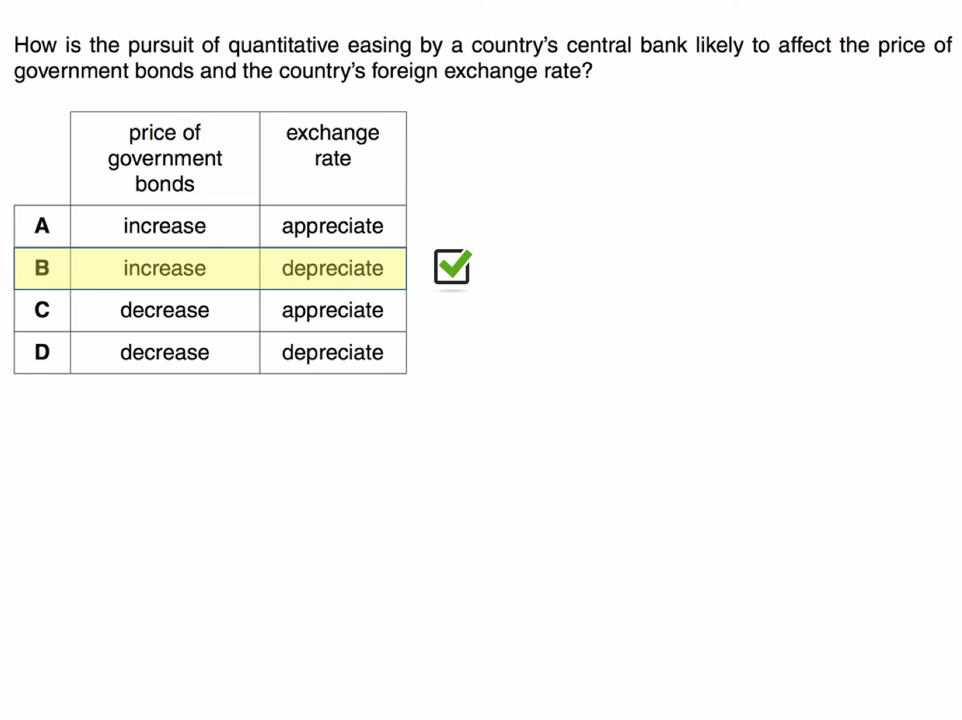 How is the pursuit of quantitative easing by a country's central bank likely to affect the price of
government bonds and the country's foreign exchange rate?
price of government bonds
exchange rate
A increase appreciate
B increase depreciate
C decrease appreciate
D decrease depreciate